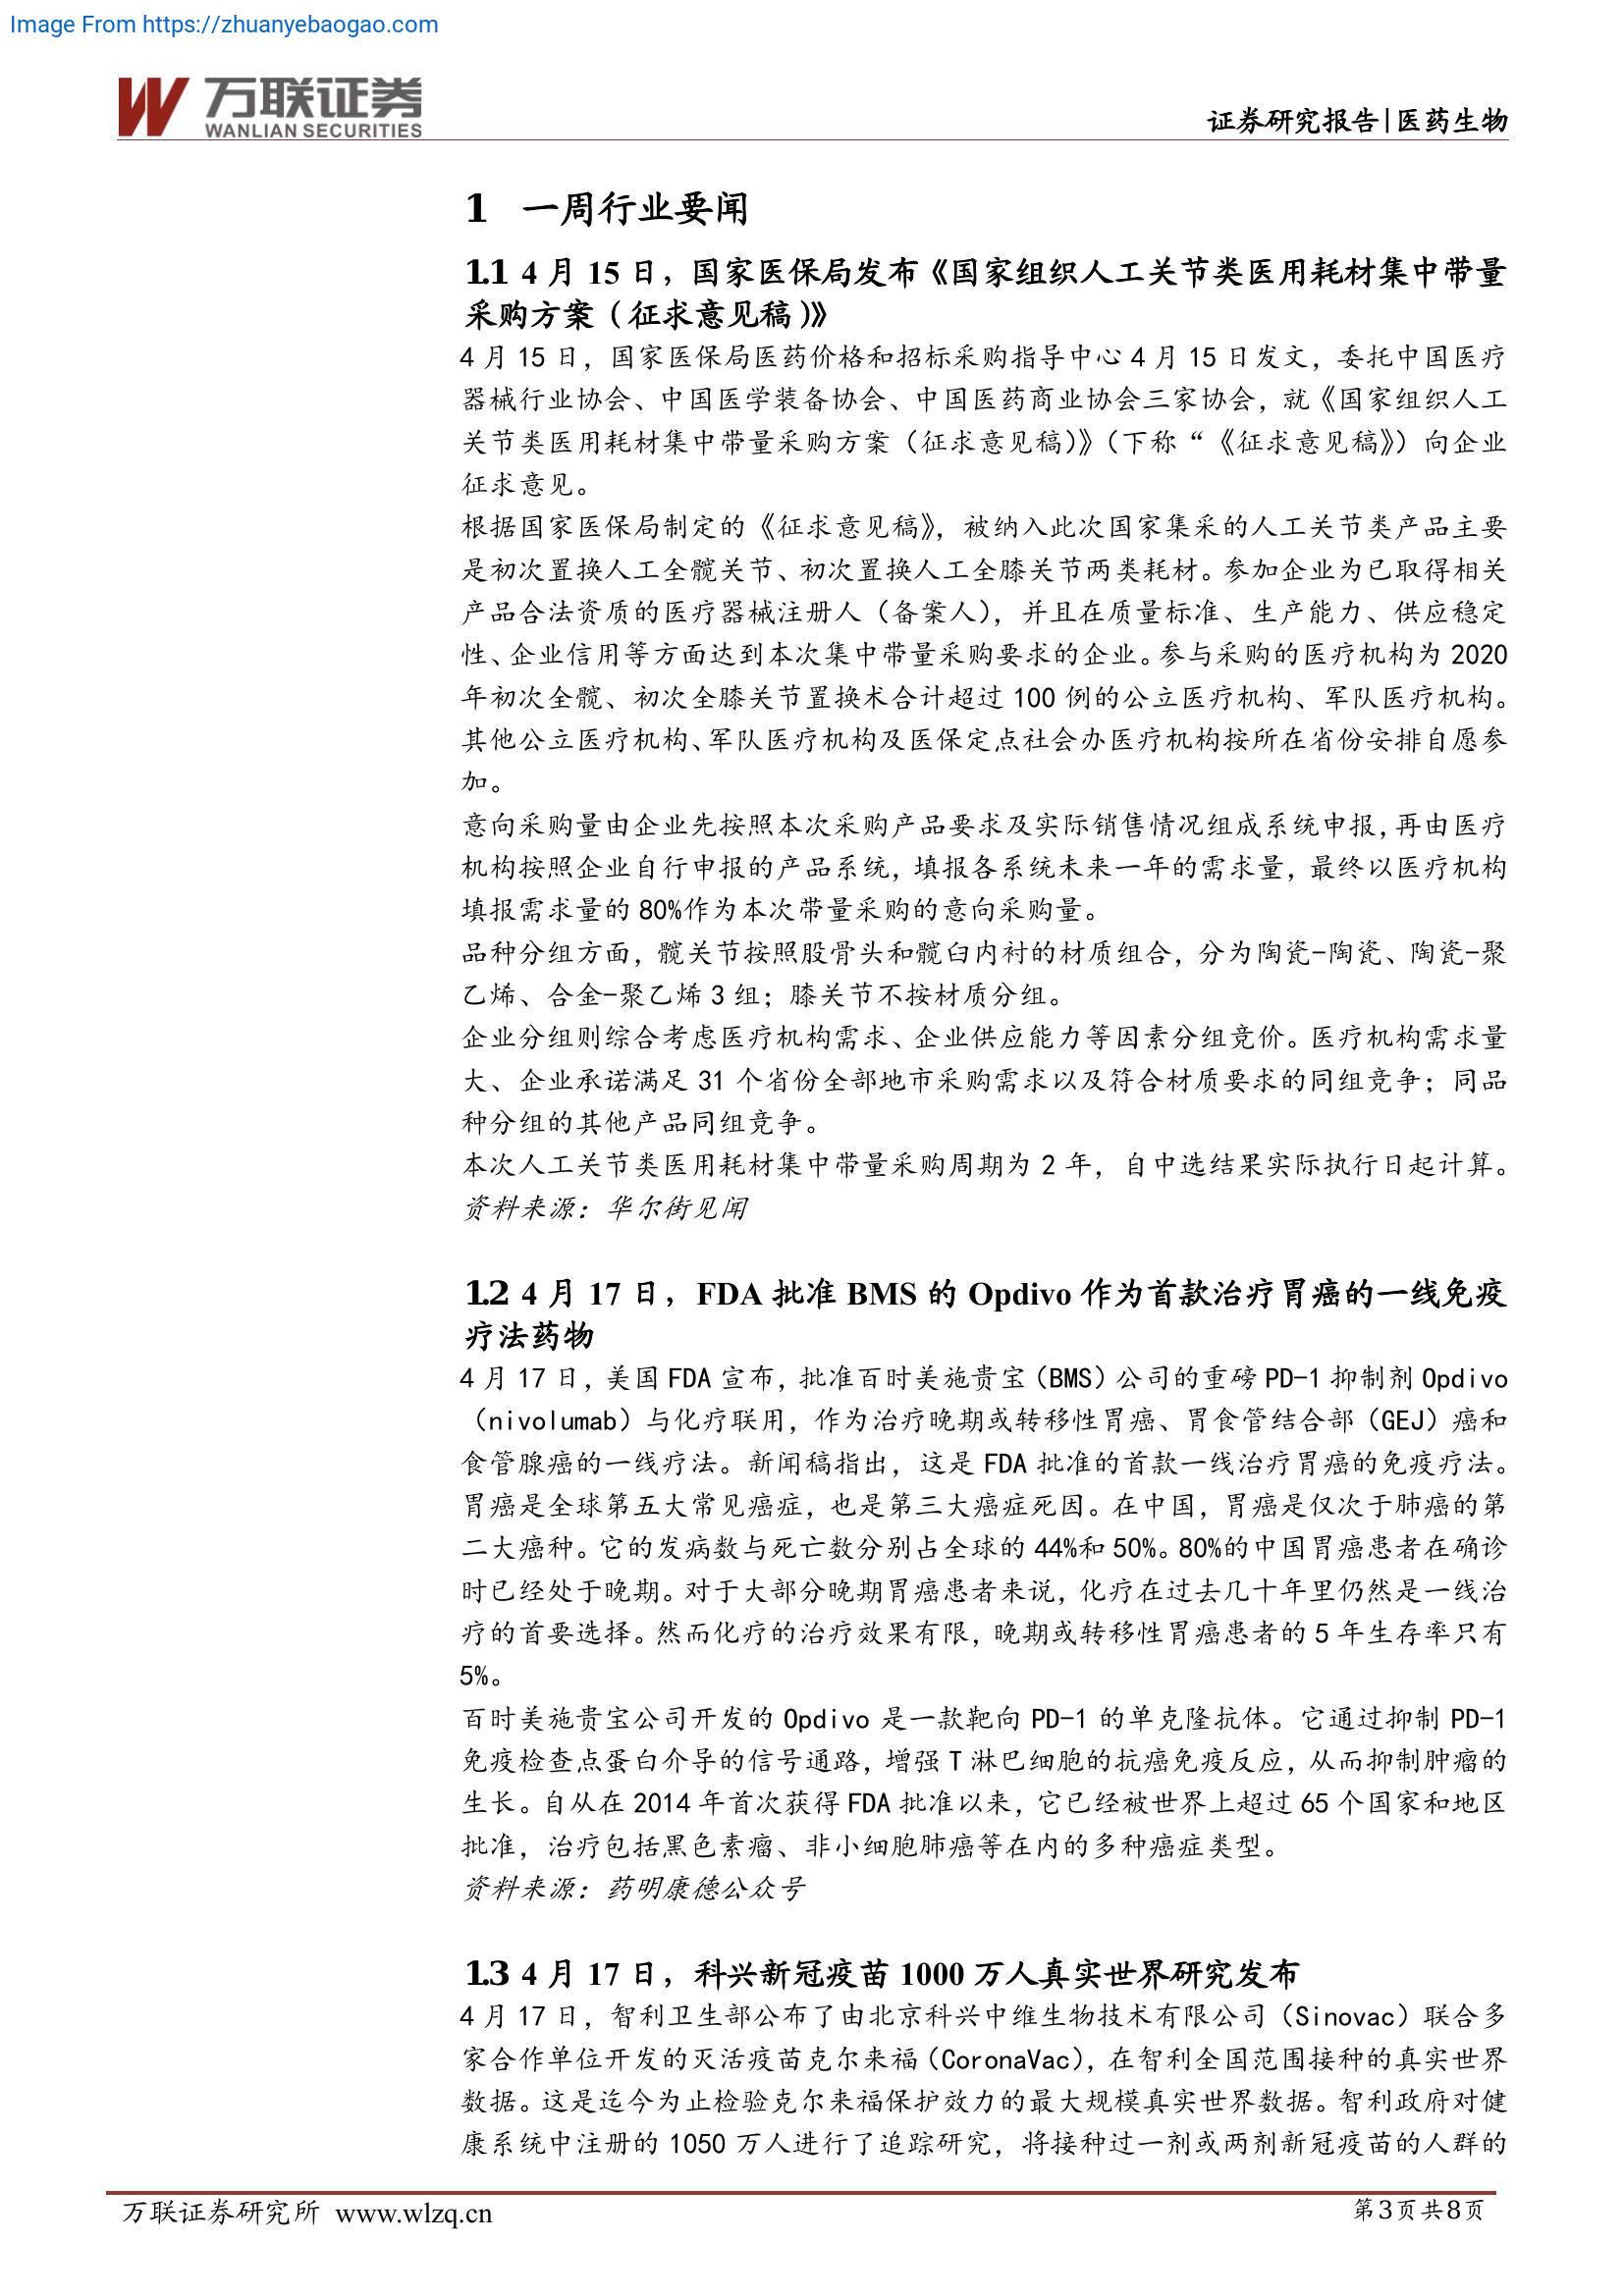 Image From https://zhuanyebaogao.com
万联证券
WANLIAN SECURITIES
证券研究报告|医药生物
1 一周行业要闻
1.1 4 月 15 日，国家医保局发布《国家组织人工关节类医用耗材集中带量
采购方案（征求意见稿）》
4 月 15 日，国家医保局医药价格和招标采购指导中心 4 月 15 日发文，委托中国医疗
器械行业协会、中国医学装备协会、中国医药商业协会三家协会，就《国家组织人工
关节类医用耗材集中带量采购方案（征求意见稿）》（下称“《征求意见稿》）向企业
征求意见。
根据国家医保局制定的《征求意见稿》，被纳入此次国家集采的人工关节类产品主要
是初次置换人工全髋关节、初次置换人工全膝关节两类耗材。参加企业为已取得相关
产品合法资质的医疗器械注册人（备案人），并且在质量标准、生产能力、供应稳定
性、企业信用等方面达到本次集中带量采购要求的企业。参与采购的医疗机构为 2020
年初次全髋、初次全膝关节置换术合计超过 100 例的公立医疗机构、军队医疗机构。
其他公立医疗机构、军队医疗机构及医保定点社会办医疗机构按所在省份安排自愿参
加。
意向采购量由企业先按照本次采购产品要求及实际销售情况组成系统申报，再由医疗
机构按照企业自行申报的产品系统，填报各系统未来一年的需求量，最终以医疗机构
填报需求量的 80%作为本次带量采购的意向采购量。
品种分组方面，髋关节按照股骨头和髋臼内衬的材质组合，分为陶瓷-陶瓷、陶瓷-聚
乙烯、合金-聚乙烯 3 组；膝关节不按材质分组。
企业分组则综合考虑医疗机构需求、企业供应能力等因素分组竞价。医疗机构需求量
大、企业承诺满足 31 个省份全部地市采购需求以及符合材质要求的同组竞争；同品
种分组的其他产品同组竞争。
本次人工关节类医用耗材集中带量采购周期为 2 年，自中选结果实际执行日起计算。
资料来源：华尔街见闻
1.2 4 月 17 日，FDA 批准 BMS 的 Opdivo 作为首款治疗胃癌的一线免疫
疗法药物
4 月 17 日，美国 FDA 宣布，批准百时美施贵宝（BMS）公司的重磅 PD-1 抑制剂 Opdivo
（nivolumab）与化疗联用，作为治疗晚期或转移性胃癌、胃食管结合部（GEJ）癌和
食管腺癌的一线疗法。新闻稿指出，这是 FDA 批准的首款一线治疗胃癌的免疫疗法。
胃癌是全球第五大常见癌症，也是第三大癌症死因。在中国，胃癌是仅次于肺癌的第
二大癌种。它的发病数与死亡数分别占全球的 44%和 50%。80%的中国胃癌患者在确诊
时已经处于晚期。对于大部分晚期胃癌患者来说，化疗在过去几十年里仍然是一线治
疗的首要选择。然而化疗的治疗效果有限，晚期或转移性胃癌患者的 5 年生存率只有
5%。
百时美施贵宝公司开发的 Opdivo 是一款靶向 PD-1 的单克隆抗体。它通过抑制 PD-1
免疫检查点蛋白介导的信号通路，增强 T 淋巴细胞的抗癌免疫反应，从而抑制肿瘤的
生长。自从在 2014 年首次获得 FDA 批准以来，它已经被世界上超过 65 个国家和地区
批准，治疗包括黑色素瘤、非小细胞肺癌等在内的多种癌症类型。
资料来源：药明康德公众号
1.3 4 月 17 日，科兴新冠疫苗 1000 万人真实世界研究发布
4 月 17 日，智利卫生部公布了由北京科兴中维生物技术有限公司（Sinovac）联合多
家合作单位开发的灭活疫苗克尔来福（CoronaVac），在智利全国范围接种的真实世界
数据。这是迄今为止检验克尔来福保护效力的最大规模真实世界数据。智利政府对健
康系统中注册的 1050 万人进行了追踪研究，将接种过一剂或两剂新冠疫苗的人群的
万联证券研究所 www.wlzq.cn
第3页共8页